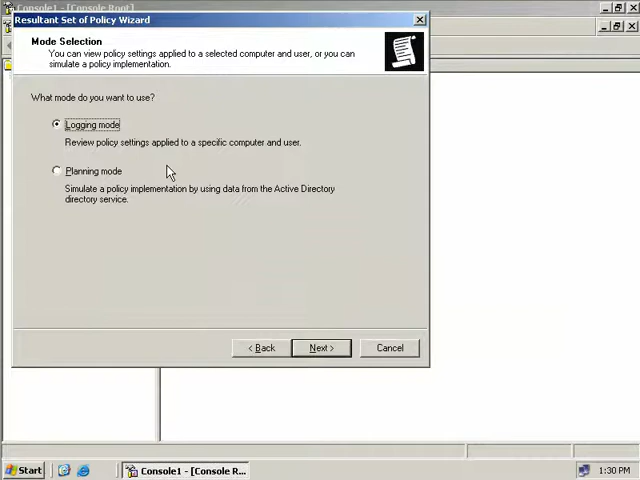 Console1 - [Console Root]
Resultant Set of Policy Wizard
Mode Selection
You can view policy settings applied to a selected computer and user, or you can
simulate a policy implementation.
What mode do you want to use?
Logging mode
Review policy settings applied to a specific computer and user.
Planning mode
Simulate a policy implementation by using data from the Active Directory
directory service.
< Back
Next >
Cancel
Start
Console1 - [Console R...
1:30 PM